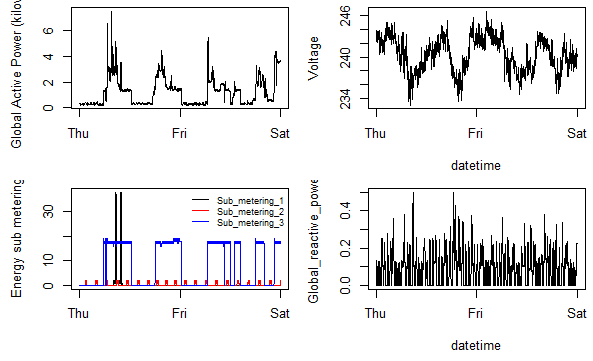 Global Active Power (kilov
0 2 4 6
Thu Fri Sat
Voltage
234 240 246
Thu Fri Sat
datetime
Energy sub metering
0 10 30
Sub_metering_1
Sub_metering_2
Sub_metering_3
Thu Fri Sat
Global_reactive_powe
0.0 0.2 0.4
Thu Fri Sat
datetime